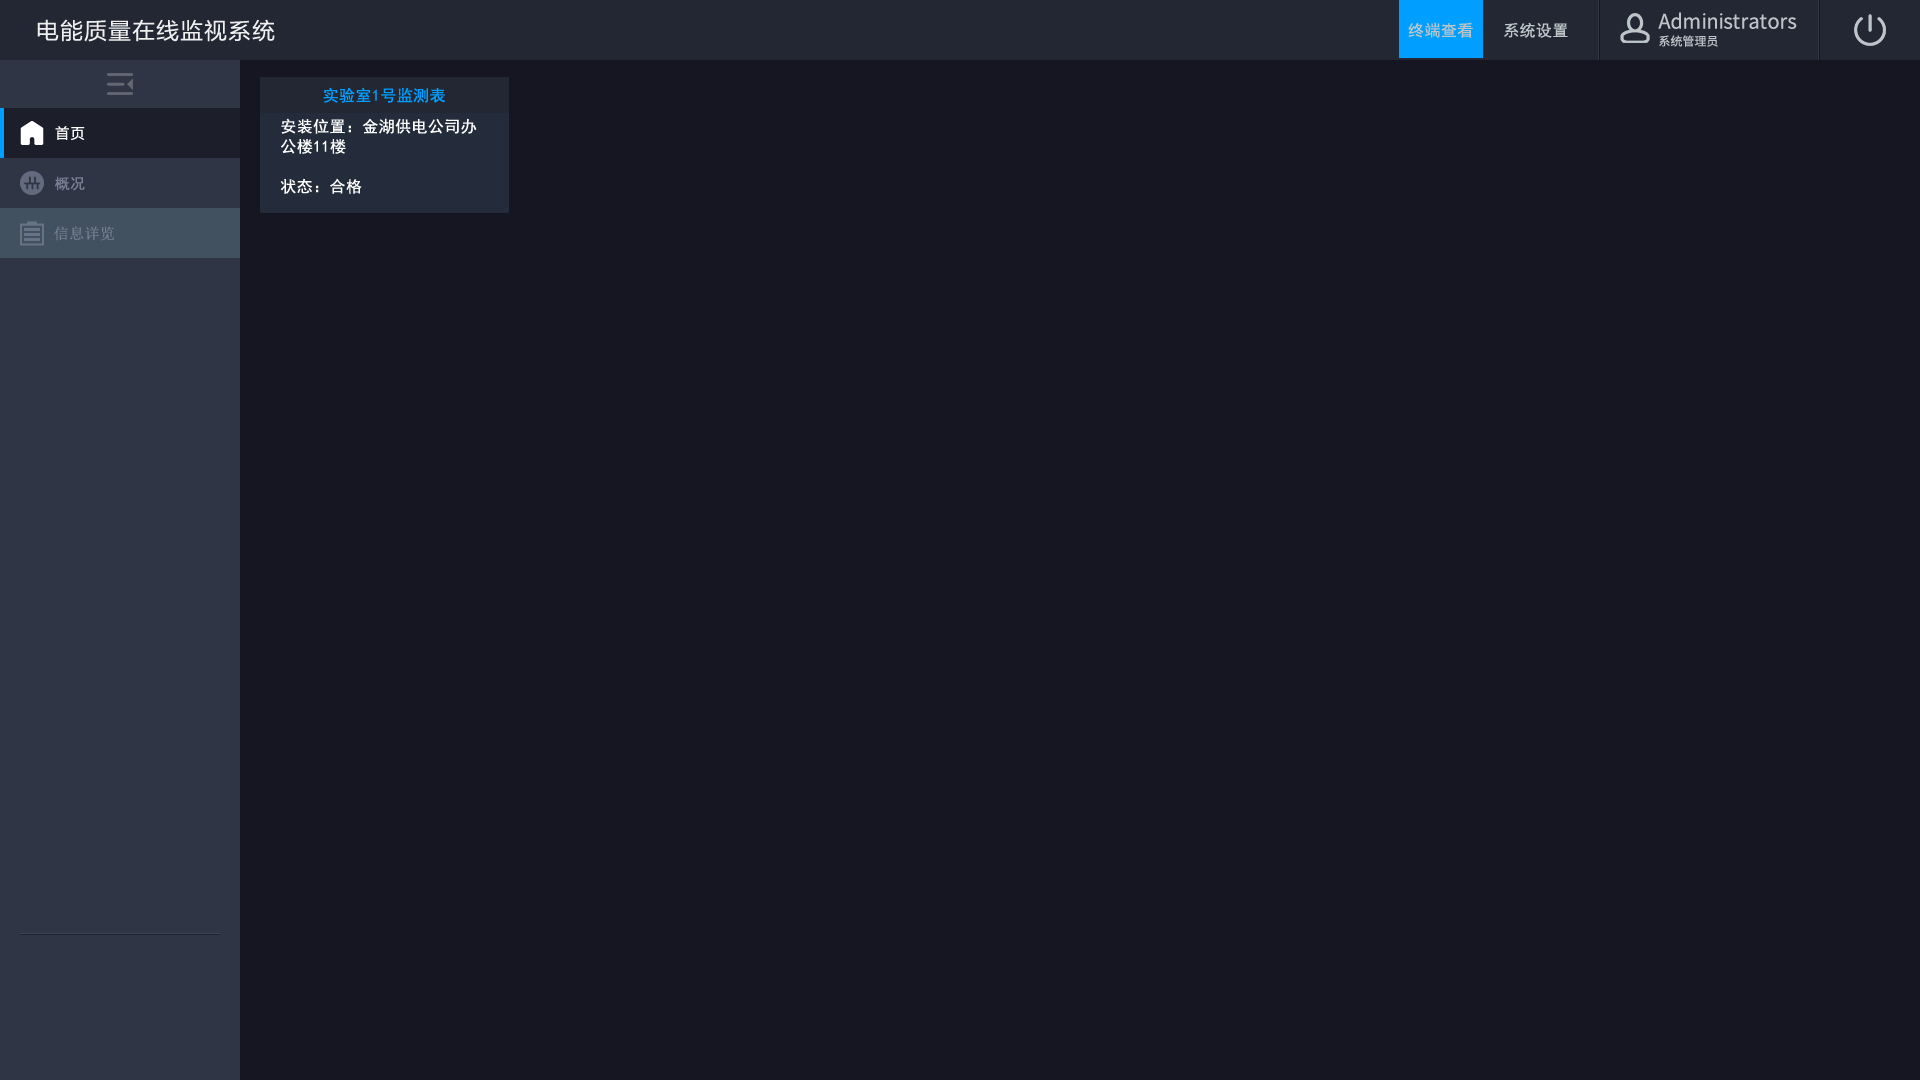 电能质量在线监视系统
终端查看
系统设置
Administrators
系统管理员
首页
概况
信息详览
实验室1号监测表
安装位置：金湖供电公司办
公楼11楼
状态：合格